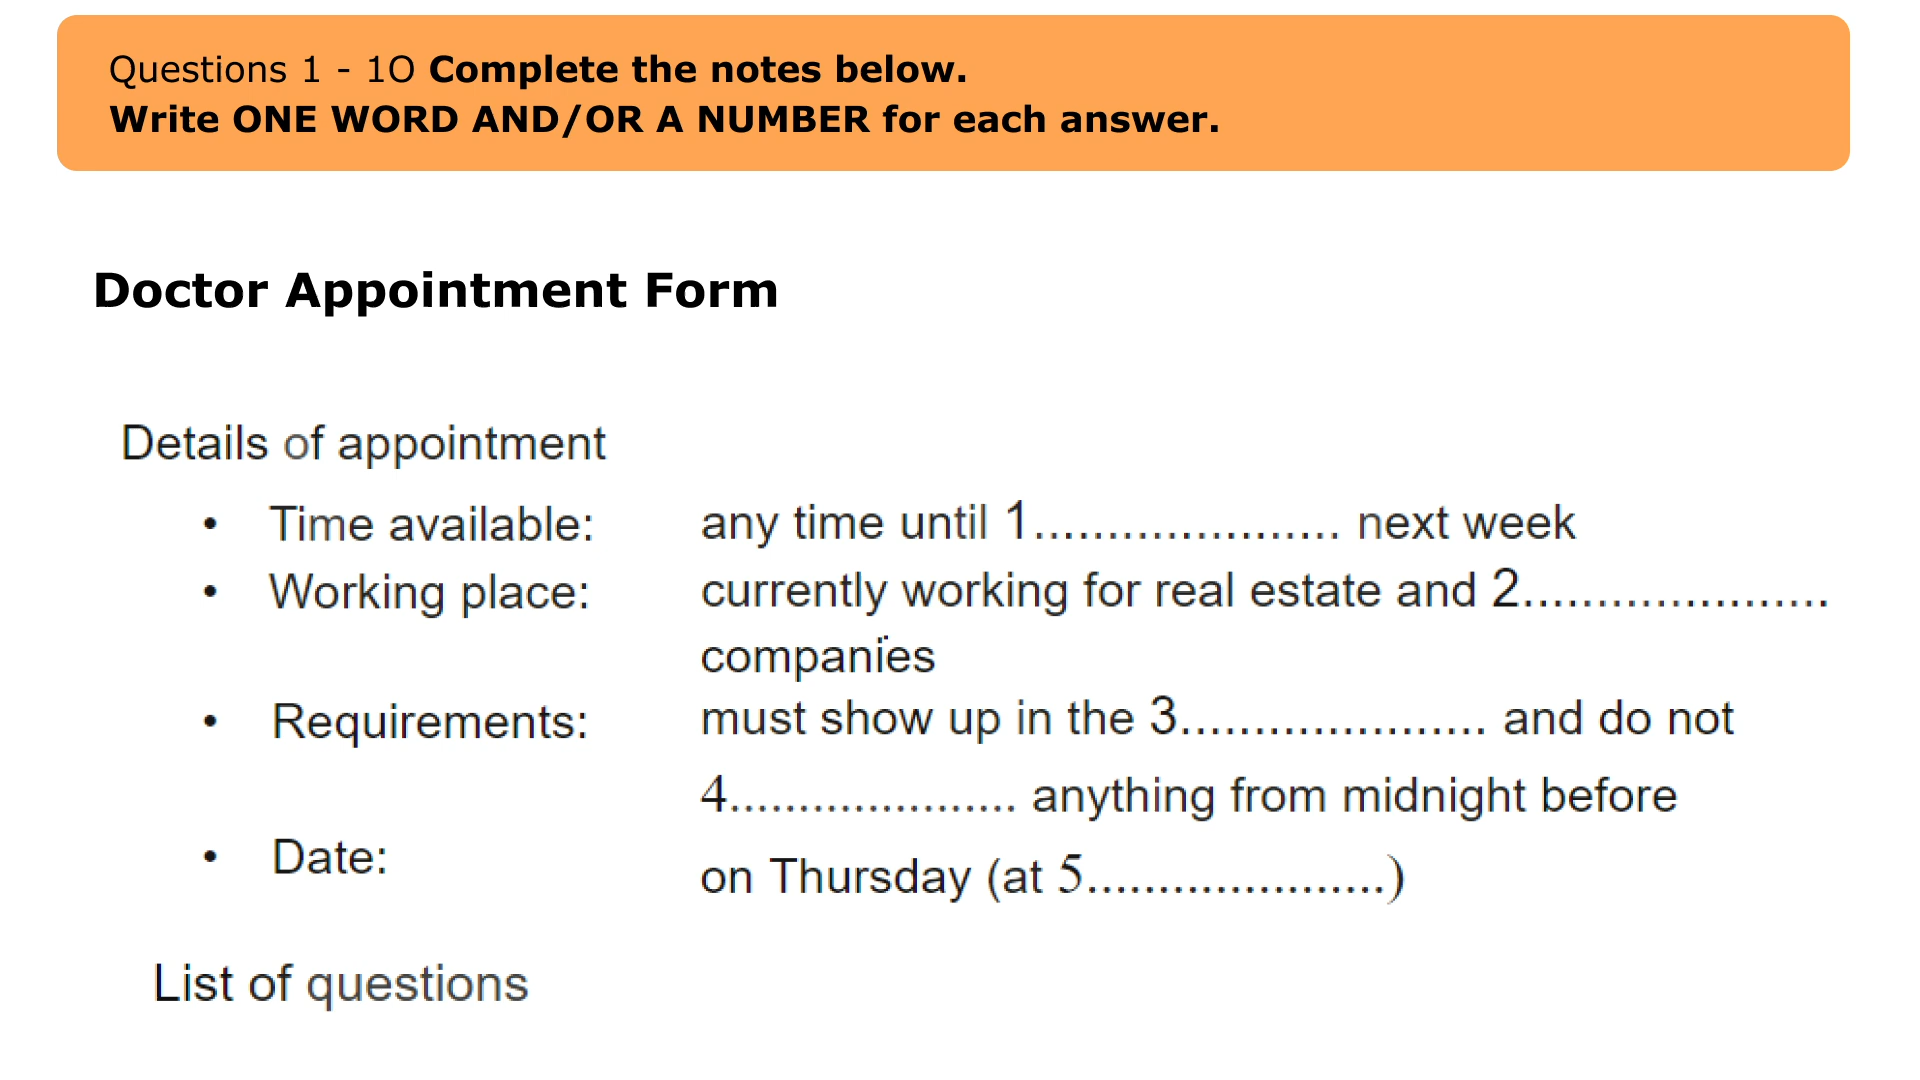 Questions 1 - 1O Complete the notes below.
Write ONE WORD AND/OR A NUMBER for each answer.
Doctor Appointment Form
Details of appointment
• Time available: any time until 1..................... next week
• Working place: currently working for real estate and 2.....................
companies
• Requirements: must show up in the 3..................... and do not
4..................... anything from midnight before
• Date: on Thursday (at 5.....................)
List of questions